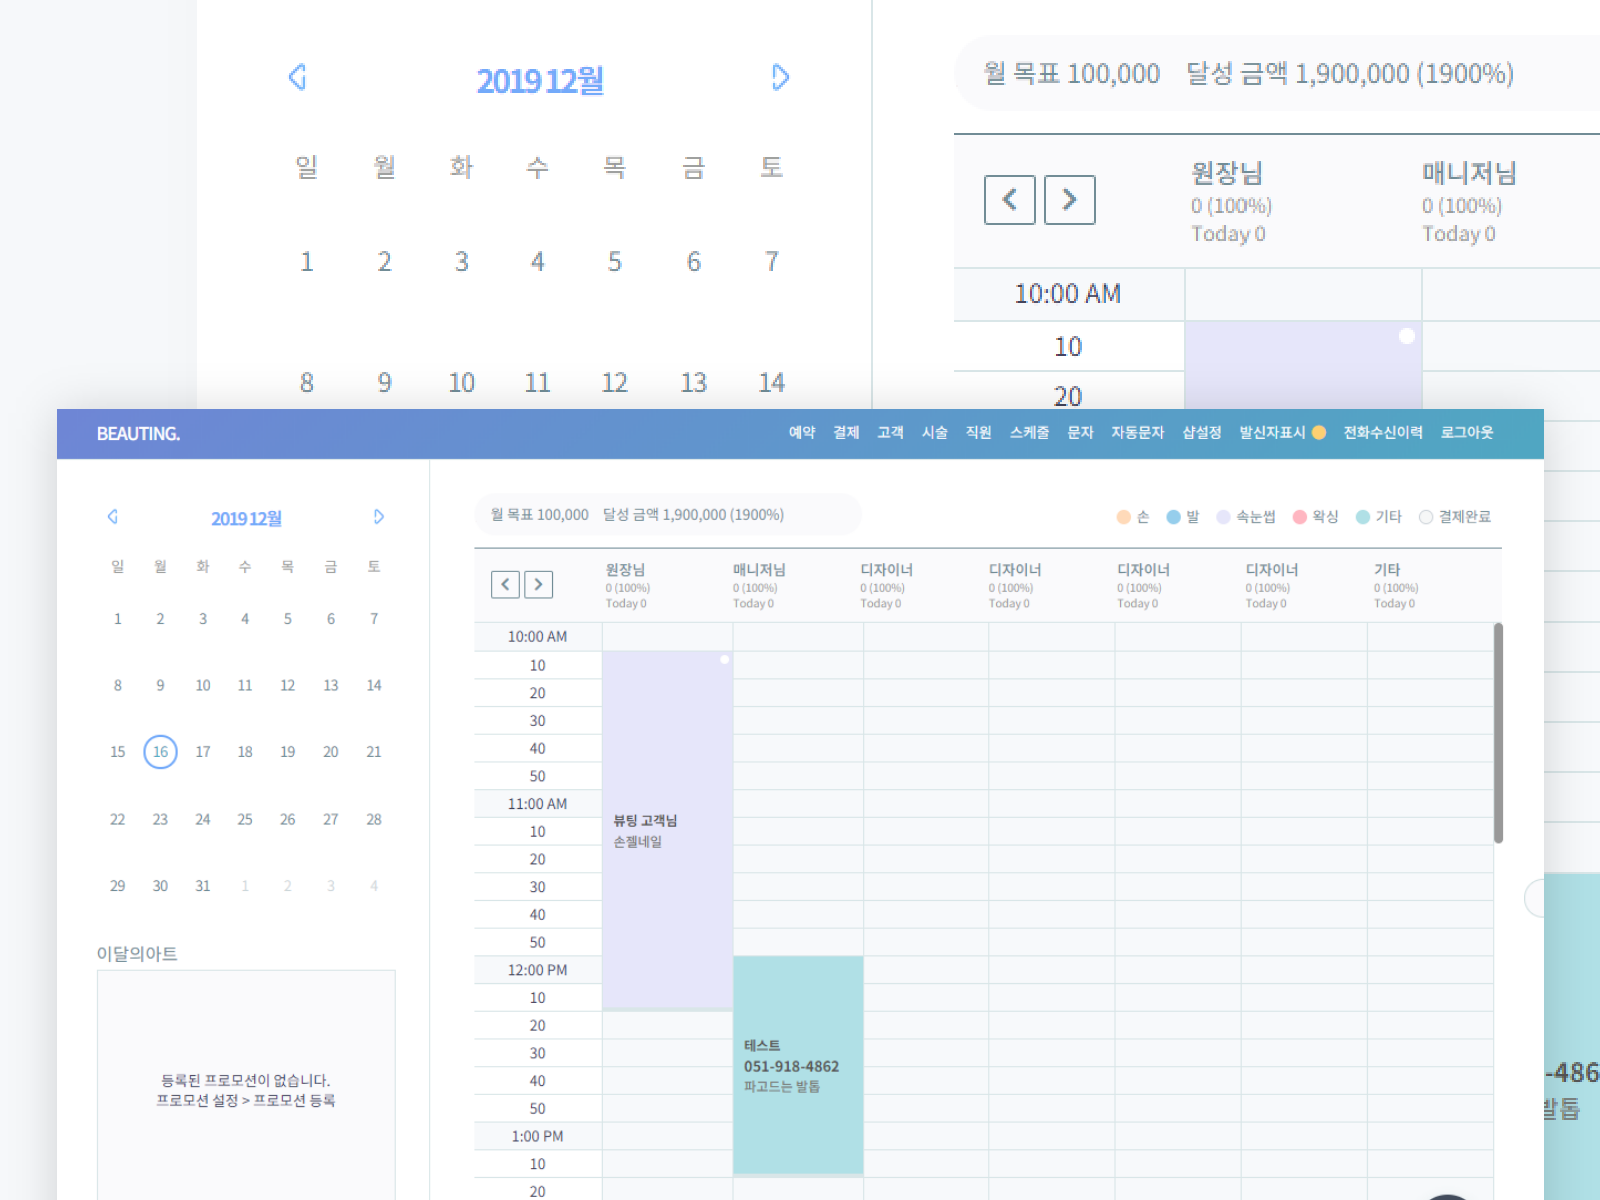 2019 12월
일 월 화 수 목 금 토
1 2 3 4 5 6 7
8 9 10 11 12 13 14
월 목표 100,000 달성 금액 1,900,000 (1900%)
원장님 매니저님
0 (100%) 0 (100%)
Today 0 Today 0
10:00 AM
10
20
BEAUTING.
예약 결제 고객 시술 직원 스케줄 문자 자동문자 샵설정 발신자표시 전화수신이력 로그아웃
2019 12월
일 월 화 수 목 금 토
1 2 3 4 5 6 7
8 9 10 11 12 13 14
15 16 17 18 19 20 21
22 23 24 25 26 27 28
29 30 31 1 2 3 4
이달의아트
등록된 프로모션이 없습니다.
프로모션 설정 > 프로모션 등록
월 목표 100,000 달성 금액 1,900,000 (1900%)
손 발 속눈썹 왁싱 기타 결제완료
원장님 매니저님 디자이너 디자이너 디자이너 디자이너 기타
0 (100%) 0 (100%) 0 (100%) 0 (100%) 0 (100%) 0 (100%) 0 (100%)
Today 0 Today 0 Today 0 Today 0 Today 0 Today 0 Today 0
10:00 AM
10
20
30
40
50
11:00 AM
10
20
30
40
50
12:00 PM
10
20
30
40
50
1:00 PM
10
20
뷰팅 고객님
손젤네일
테스트
051-918-4862
파고드는 발톱
-486
발톱